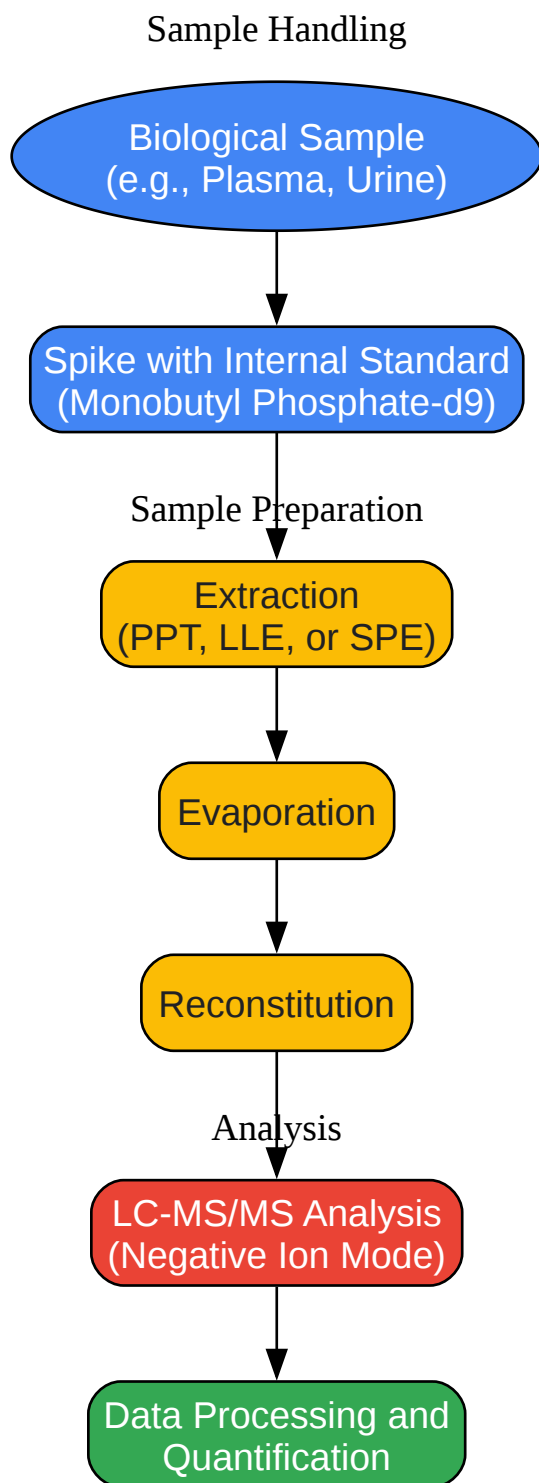 Sample Handling
Biological Sample
(e.g., Plasma, Urine)
Spike with Internal Standard
(Monobutyl Phosphate-d9)
Sample Preparation
Extraction
(PPT, LLE, or SPE)
Evaporation
Reconstitution
Analysis
LC-MS/MS Analysis
(Negative Ion Mode)
Data Processing and
Quantification